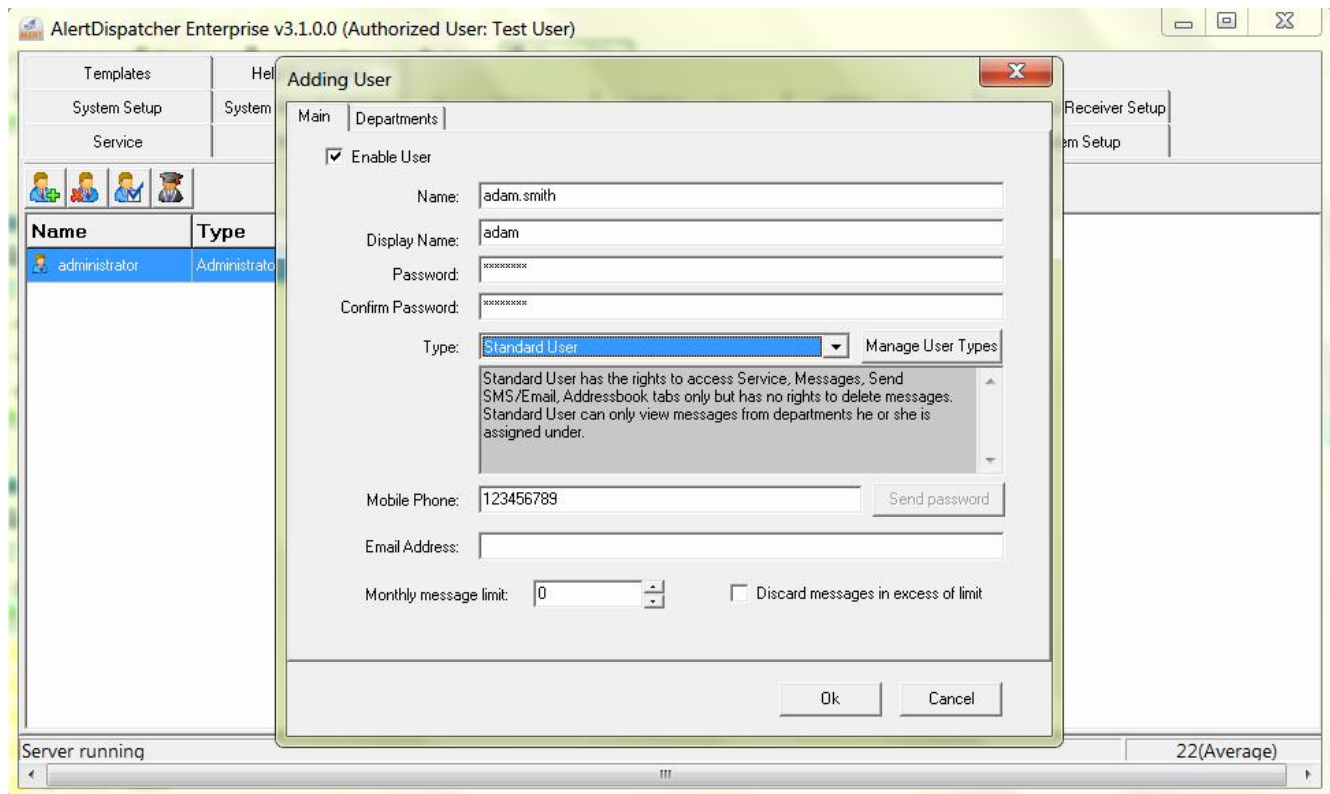 AlertDispatcher Enterprise v3.1.0.0 (Authorized User: Test User)
Templates
System Setup
System
Receiver Setup
Service
Setup
Name Type
administrator
Adding User
Main Departments
Enable User
Name: adam.smith
Display Name: adam
Password: ********
Confirm Password: ********
Type: Standard User Manage User Types
Standard User has the rights to access Service, Messages, Send
SMS/Email, Addressbook tabs only but has no rights to delete messages.
Standard User can only view messages from departments he or she is
assigned under.
Mobile Phone: 123456789 Send password
Email Address:
Monthly message limit: 0 Discard messages in excess of limit
Ok Cancel
Server running 22(Average)